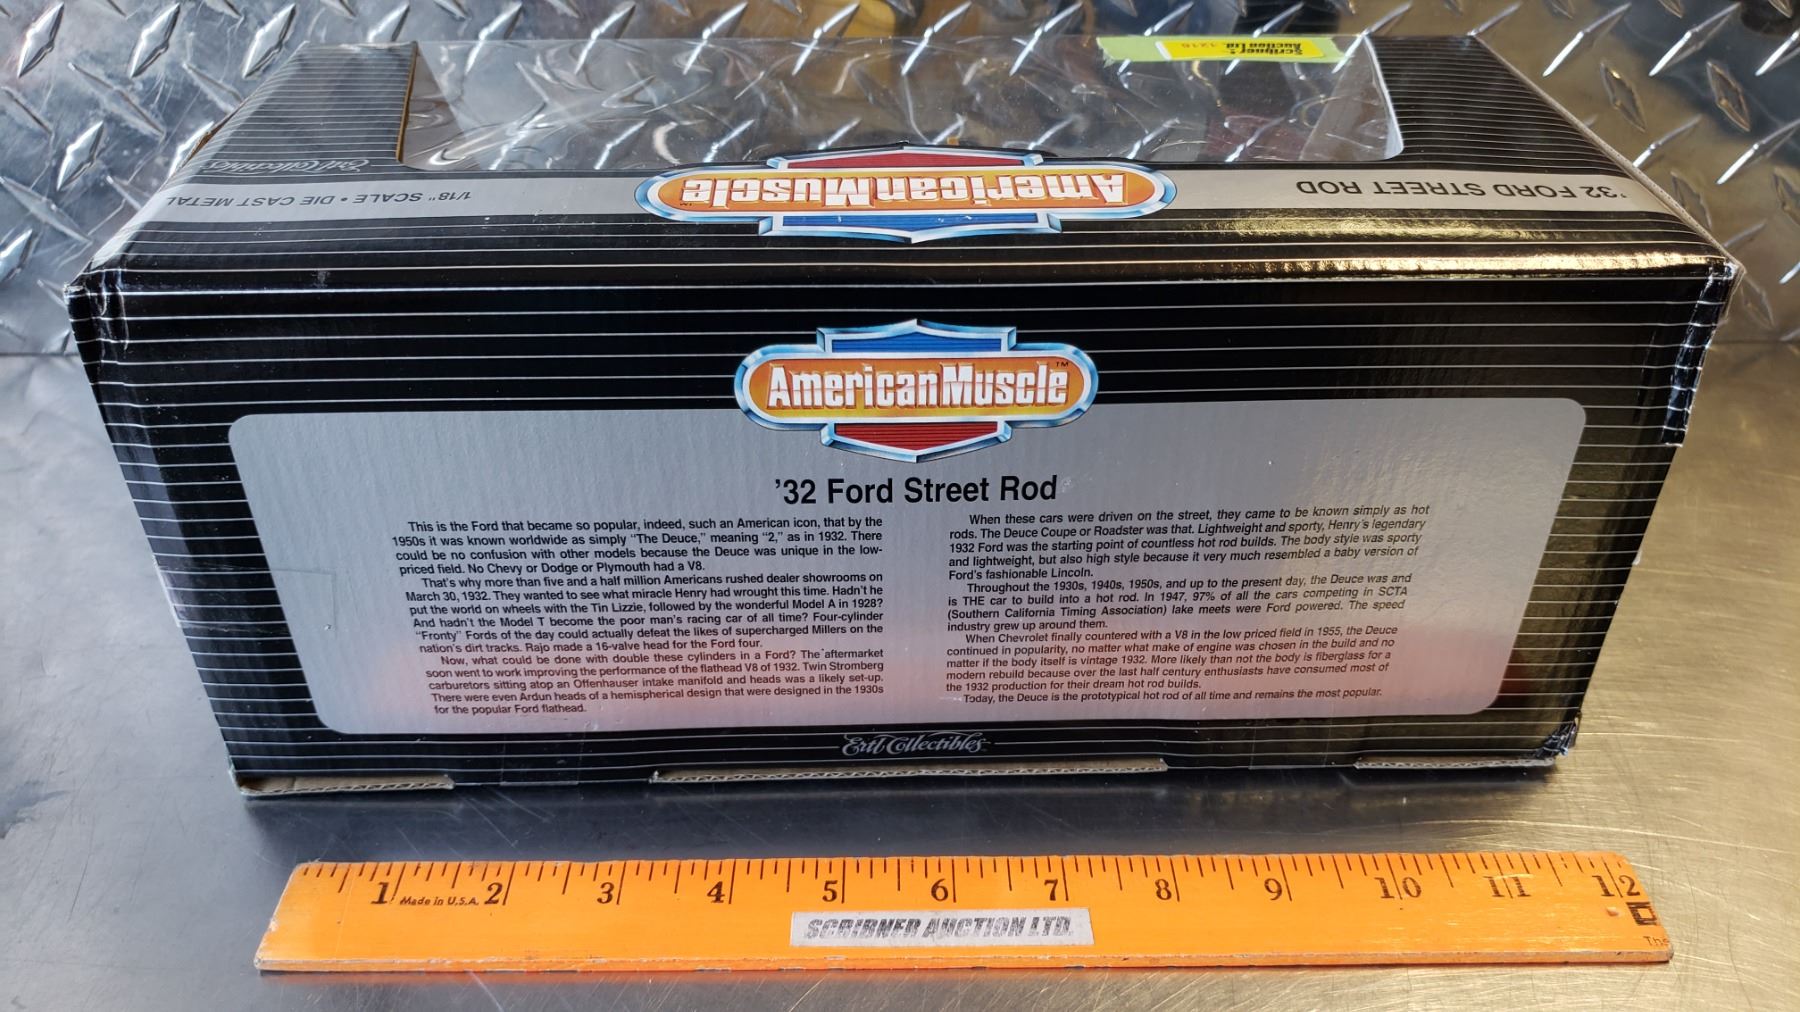 Scribner's
Auction Ltd. 1216
Ertl Collectibles
1/18" SCALE • DIE CAST METAL
AmericanMuscle™
'32 FORD STREET ROD
AmericanMuscle™
'32 Ford Street Rod
This is the Ford that became so popular, indeed, such an American icon, that by the
1950s it was known worldwide as simply "The Deuce," meaning "2," as in 1932. There
could be no confusion with other models because the Deuce was unique in the low-
priced field. No Chevy or Dodge or Plymouth had a V8.
That's why more than five and a half million Americans rushed dealer showrooms on
March 30, 1932. They wanted to see what miracle Henry had wrought this time. Hadn't he
put the world on wheels with the Tin Lizzie, followed by the wonderful Model A in 1928?
And hadn't the Model T become the poor man's racing car of all time? Four-cylinder
"Fronty" Fords of the day could actually defeat the likes of supercharged Millers on the
nation's dirt tracks. Rajo made a 16-valve head for the Ford four.
Now, what could be done with double these cylinders in a Ford? The aftermarket
soon went to work improving the performance of the flathead V8 of 1932. Twin Stromberg
carburetors sitting atop an Offenhauser intake manifold and heads was a likely set-up.
There were even Ardun heads of a hemispherical design that were designed in the 1930s
for the popular Ford flathead.
When these cars were driven on the street, they came to be known simply as hot
rods. The Deuce Coupe or Roadster was that. Lightweight and sporty, Henry's legendary
1932 Ford was the starting point of countless hot rod builds. The body style was sporty
and lightweight, but also high style because it very much resembled a baby version of
Ford's fashionable Lincoln.
Throughout the 1930s, 1940s, 1950s, and up to the present day, the Deuce was and
is THE car to build into a hot rod. In 1947, 97% of all the cars competing in SCTA
(Southern California Timing Association) lake meets were Ford powered. The speed
industry grew up around them.
When Chevrolet finally countered with a V8 in the low priced field in 1955, the Deuce
continued in popularity, no matter what make of engine was chosen in the build and no
matter if the body itself is vintage 1932. More likely than not the body is fiberglass for a
modern rebuild because over the last half century enthusiasts have consumed most of
the 1932 production for their dream hot rod builds.
Today, the Deuce is the prototypical hot rod of all time and remains the most popular.
Ertl Collectibles
1 2 3 4 5 6 7 8 9 10 11 12
Made in U.S.A.
SCRIBNER AUCTION LTD.
The